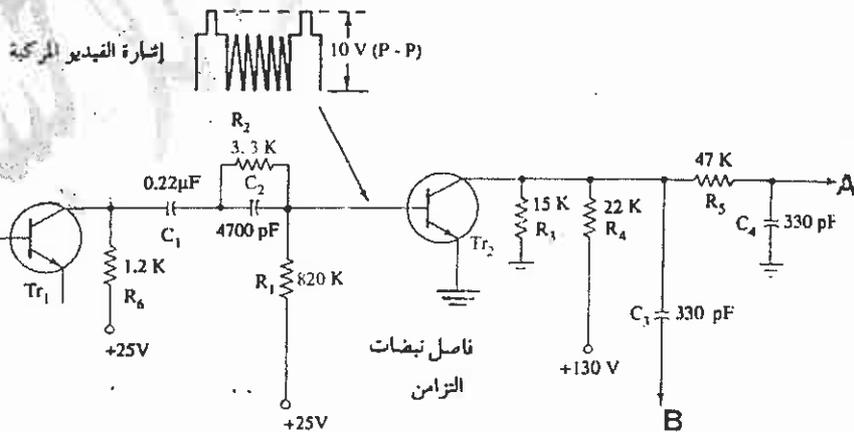 إشارة الفيديو المركبة
10 V (P - P)
R2
3.3 K
0.22µF
C2
4700 pF
C1
Tr1
1.2 K
R6
+25V
R1
820 K
+25V
Tr2
فاصل نبضات
التزامن
15 K
R3
22 K
R4
+130 V
47 K
R5
A
C4
330 pF
C3
330 pF
B